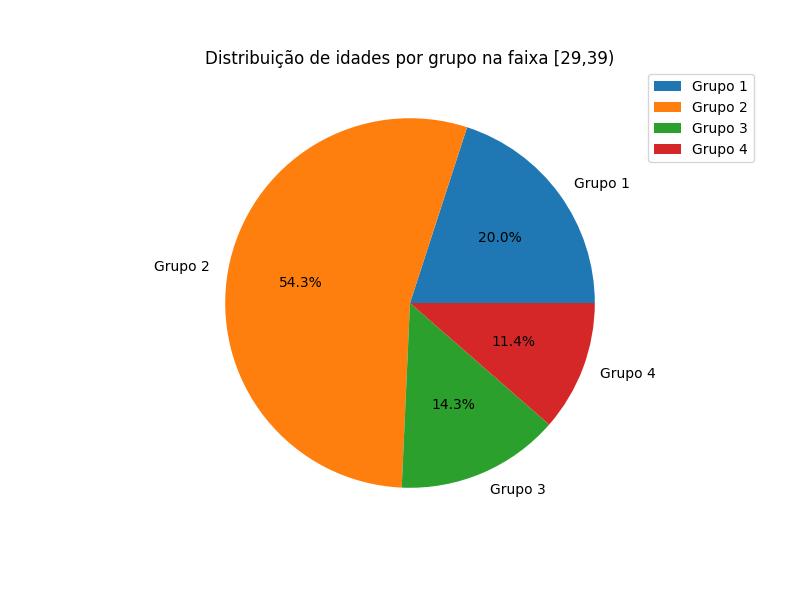 Distribuição de idades por grupo na faixa [29,39)
Grupo 1
Grupo 2
Grupo 3
Grupo 4
Grupo 1
20.0%
Grupo 2
54.3%
11.4%
Grupo 4
14.3%
Grupo 3